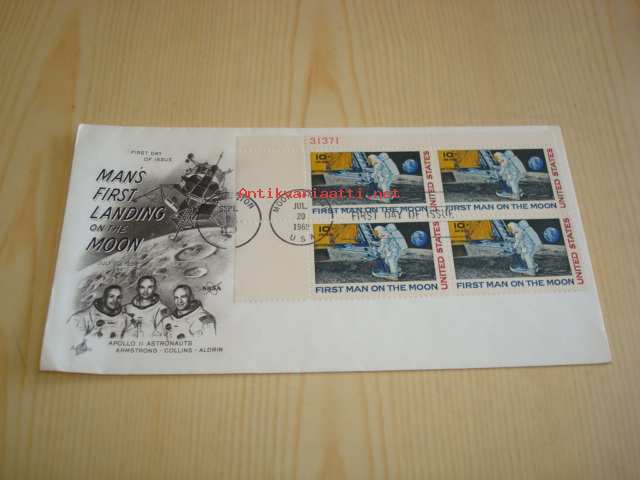 31371
FIRST DAY
OF ISSUE
MAN'S
FIRST
LANDING
ON THE
MOON
NASA
APOLLO 11 ASTRONAUTS
ARMSTRONG - COLLINS - ALDRIN
Antikvariaatti.net
SEPT.
JUL
20
1969
USA
FIRST DAY OF ISSUE
10¢
UNITED STATES
FIRST MAN ON THE MOON
10¢
UNITED STATES
FIRST MAN ON THE MOON
10¢
UNITED STATES
FIRST MAN ON THE MOON
10¢
UNITED STATES
FIRST MAN ON THE MOON